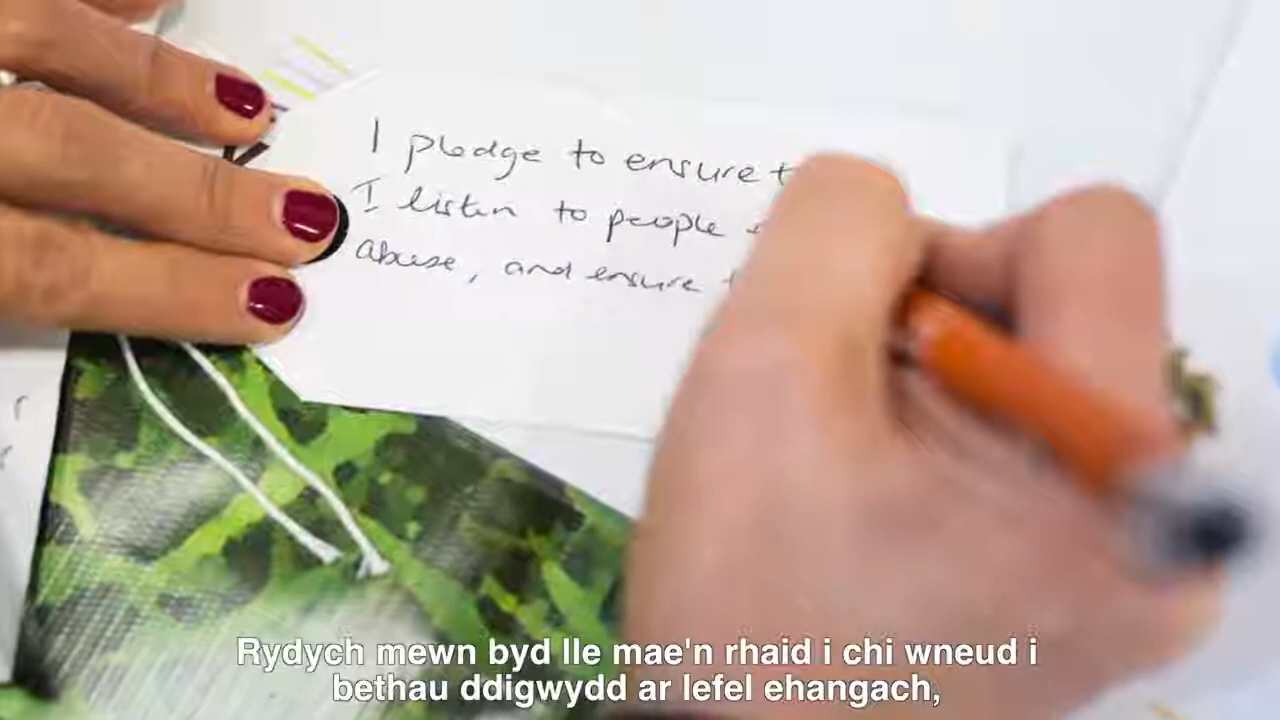 I pledge to ensure
I listen to people
abuse, and ensure
Rydych mewn byd lle mae'n rhaid i chi wneud i
bethau ddigwydd ar lefel ehangach,